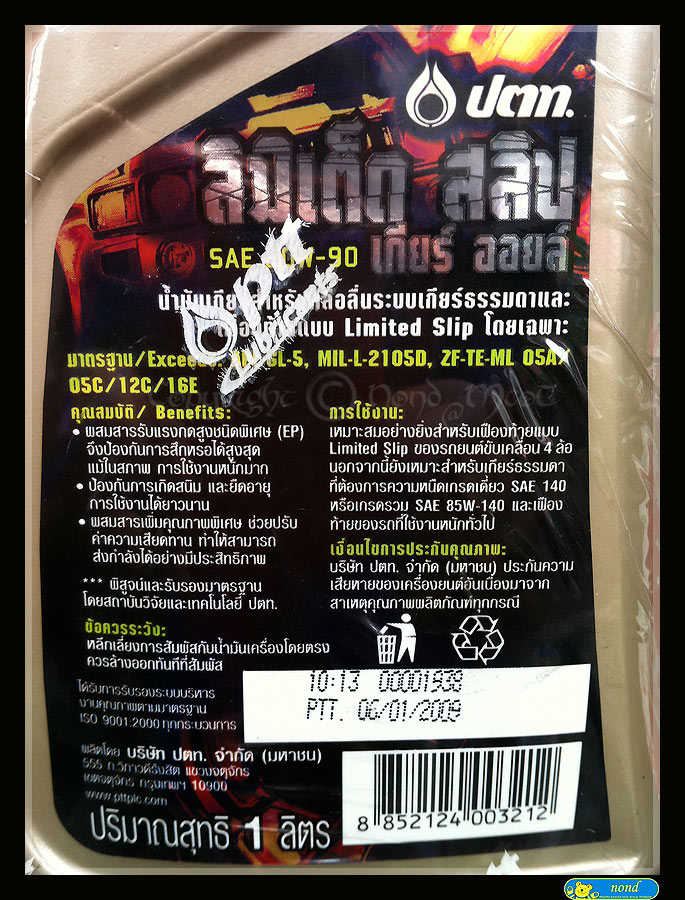 ปตท.
ลิมิเต็ด สลิป
SAE 90
เกียร์ ออยล์
ptt
Lubricants
น้ำมันเกียร์ ธรรมดาและ
Limited Slip โดยเฉพาะ
มาตรฐาน/Exceeds: GL-5, MIL-L-2105D, ZF-TE-ML 05A/
05C/12C/16E
คุณสมบัติ/ Benefits:
• ผสมสารรับแรงกดสูงชนิดพิเศษ (EP)
จึงป้องกันการสึกหรอได้สูงสุด
แม้ในสภาพ การใช้งานหนักมาก
• ป้องกันการเกิดสนิม และยืดอายุ
การใช้งานได้ยาวนาน
• ผสมสารเพิ่มคุณภาพพิเศษ ช่วยปรับ
ค่าความเสียดทาน ทำให้สามารถ
ส่งกำลังได้อย่างมีประสิทธิภาพ
*** พิสูจน์และรับรองมาตรฐาน
โดยสถาบันวิจัยและเทคโนโลยี ปตท.
ข้อควรระวัง:
หลีกเลี่ยงการสัมผัสกับน้ำมันเครื่องโดยตรง
ควรล้างออกทันทีที่สัมผัส
การใช้งาน:
เหมาะสมอย่างยิ่งสำหรับเฟืองท้ายแบบ
Limited Slip ของรถยนต์ขับเคลื่อน 4 ล้อ
นอกจากนี้ยังเหมาะสำหรับเกียร์ธรรมดา
ที่ต้องการความหนืดเกรดเดี่ยว SAE 140
หรือเกรดรวม SAE 85W-140 และเฟือง
ท้ายของรถที่ใช้งานหนักทั่วไป
เงื่อนไขการประกันคุณภาพ:
บริษัท ปตท. จำกัด (มหาชน) ประกันความ
เสียหายของเครื่องยนต์อันเนื่องมาจาก
สาเหตุคุณภาพผลิตภัณฑ์ทุกกรณี
10:13 00001938
PTT. 06/01/2009
ได้รับการรับรองระบบบริหาร
งานคุณภาพตามมาตรฐาน
ISO 9001:2000 ทุกกระบวนการ
ผลิตโดย บริษัท ปตท. จำกัด (มหาชน)
555 ถ.วิภาวดีรังสิต แขวงจตุจักร
เขตจตุจักร กรุงเทพฯ 10900
www.pttplc.com
ปริมาณสุทธิ 1 ลิตร
8 852124 003212
Copyright © Nond
nond